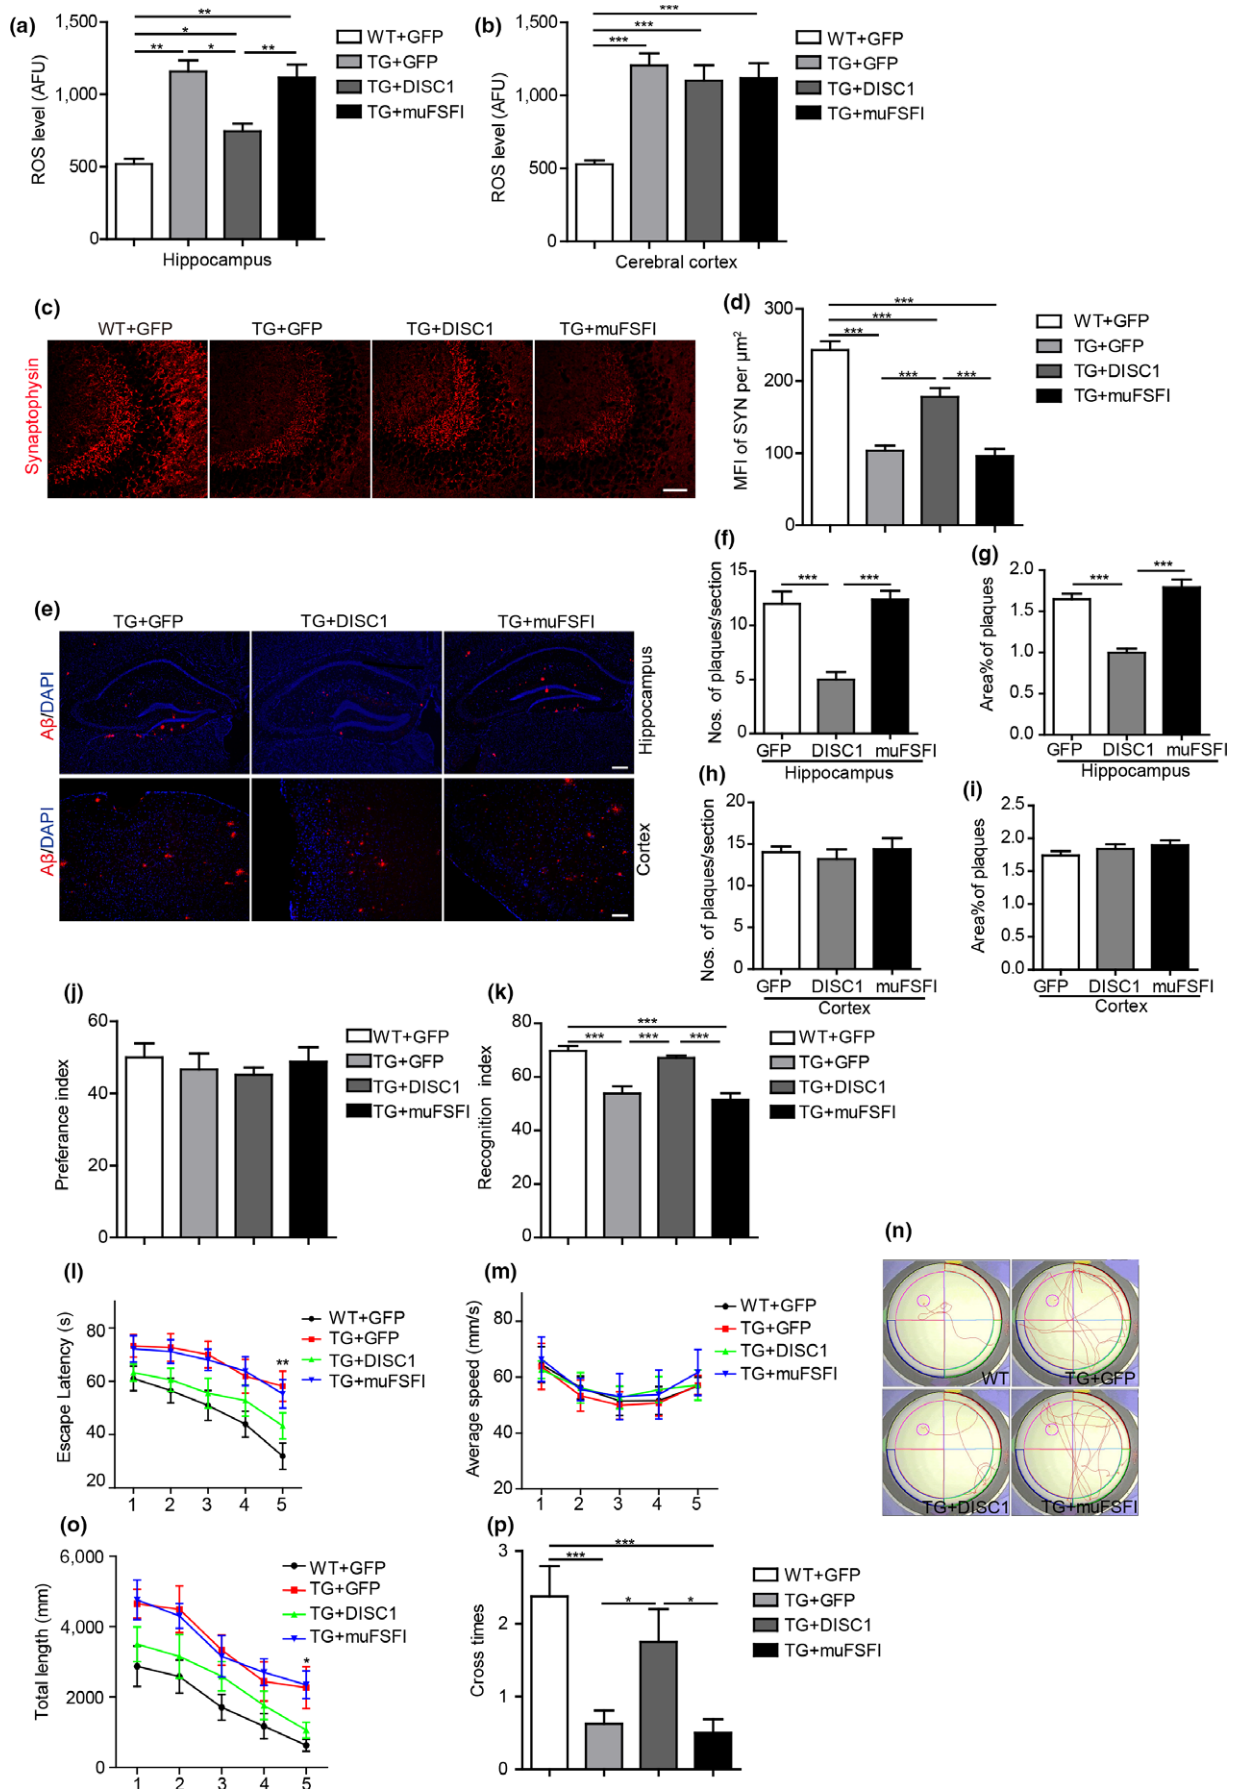 (a)
ROS level (AFU)
1,500
1,000
500
0
**
*
** * **
Hippocampus
WT+GFP
TG+GFP
TG+DISC1
TG+muFSFI
(b)
ROS level (AFU)
1,500
1,000
500
0
***
***
***
Cerebral cortex
WT+GFP
TG+GFP
TG+DISC1
TG+muFSFI
(c)
WT+GFP TG+GFP TG+DISC1 TG+muFSFI
Synaptophysin
(d)
MFI of SYN per µm²
300
200
100
0
***
***
***
*** ***
WT+GFP
TG+GFP
TG+DISC1
TG+muFSFI
(e)
TG+GFP TG+DISC1 TG+muFSFI
Aβ/DAPI
Hippocampus
Aβ/DAPI
Cortex
(f)
Nos. of plaques/section
15
10
5
0
*** ***
GFP DISC1 muFSFI
Hippocampus
(g)
Area% of plaques
2.0
1.5
1.0
0.0
*** ***
GFP DISC1 muFSFI
Hippocampus
(h)
Nos. of plaques/section
20
15
13
5
0
GFP DISC1 muFSFI
Cortex
(i)
Area% of plaques
2.5
2.0
1.5
1.0
0.0
GFP DISC1 muFSFI
Cortex
(j)
Preferance index
60
40
20
0
WT+GFP
TG+GFP
TG+DISC1
TG+muFSFI
(k)
Recognition index
80
60
40
20
0
***
*** *** ***
WT+GFP
TG+GFP
TG+DISC1
TG+muFSFI
(l)
Escape Latency (s)
80
60
40
20
1 2 3 4 5
**
WT+GFP
TG+GFP
TG+DISC1
TG+muFSFI
(m)
Average speed (mm/s)
80
60
40
20
1 2 3 4 5
WT+GFP
TG+GFP
TG+DISC1
TG+muFSFI
(n)
WT TG+GFP
TG+DISC1 TG+muFSFI
(o)
Total length (mm)
6,000
4,000
2000
0
1 2 3 4 5
*
WT+GFP
TG+GFP
TG+DISC1
TG+muFSFI
(p)
Cross times
3
2
1
0
***
***
* *
WT+GFP
TG+GFP
TG+DISC1
TG+muFSFI